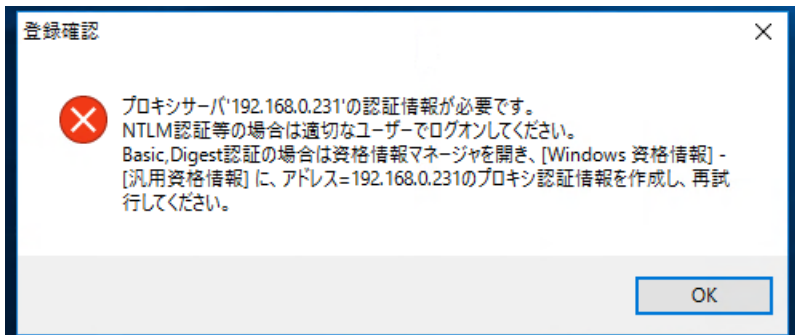 登録確認
プロキシサーバ'192.168.0.231'の認証情報が必要です。
NTLM認証等の場合は適切なユーザーでログオンしてください。
Basic,Digest認証の場合は資格情報マネージャを開き、[Windows 資格情報] -
[汎用資格情報] に、アドレス=192.168.0.231のプロキシ認証情報を作成し、再試
行してください。
OK